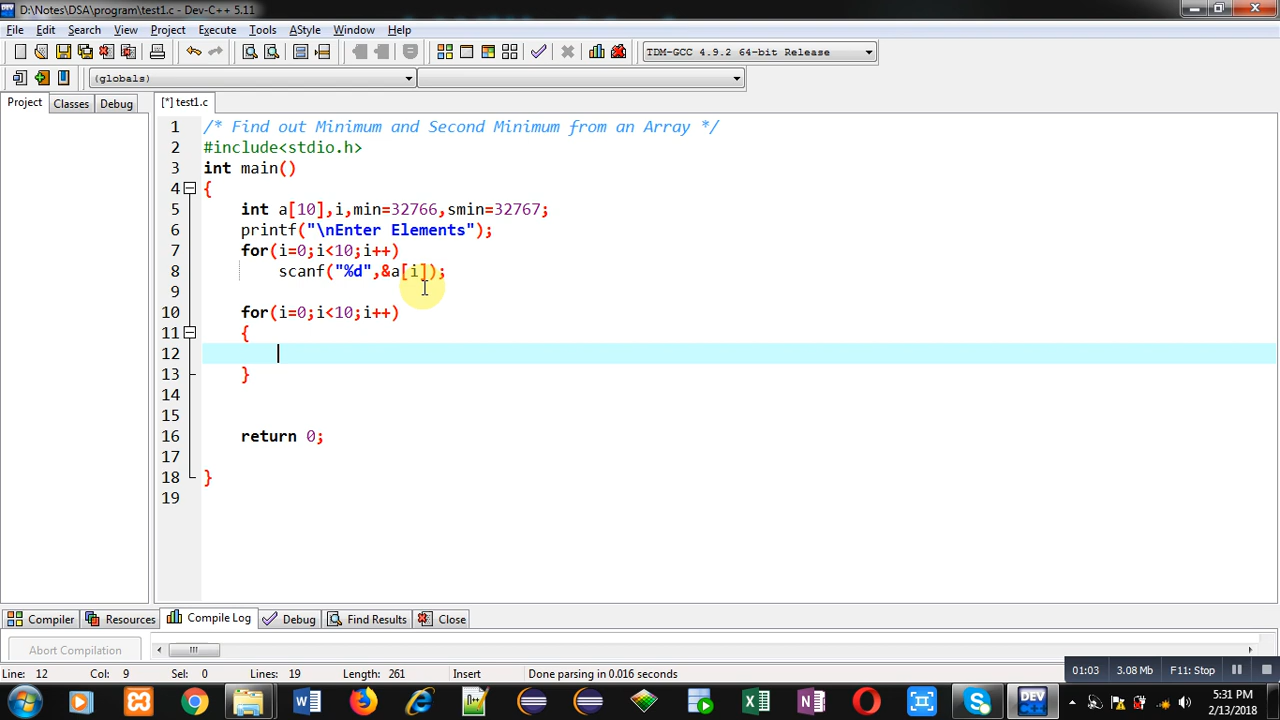 D:\Notes\DSA\program\test1.c - Dev-C++ 5.11
File Edit Search View Project Execute Tools AStyle Window Help
TDM-GCC 4.9.2 64-bit Release
(globals)
Project Classes Debug [*] test1.c
1 /* Find out Minimum and Second Minimum from an Array */
2 #include<stdio.h>
3 int main()
4 {
5 int a[10],i,min=32766,smin=32767;
6 printf("\nEnter Elements");
7 for(i=0;i<10;i++)
8 scanf("%d",&a[i]);
9
10 for(i=0;i<10;i++)
11 {
12
13 }
14
15
16 return 0;
17
18 }
19
Compiler Resources Compile Log Debug Find Results Close
Abort Compilation
Line: 12 Col: 9 Sel: 0 Lines: 19 Length: 261 Insert Done parsing in 0.016 seconds
01:03 3.08 Mb F11: Stop
DEV
5:31 PM
2/13/2018